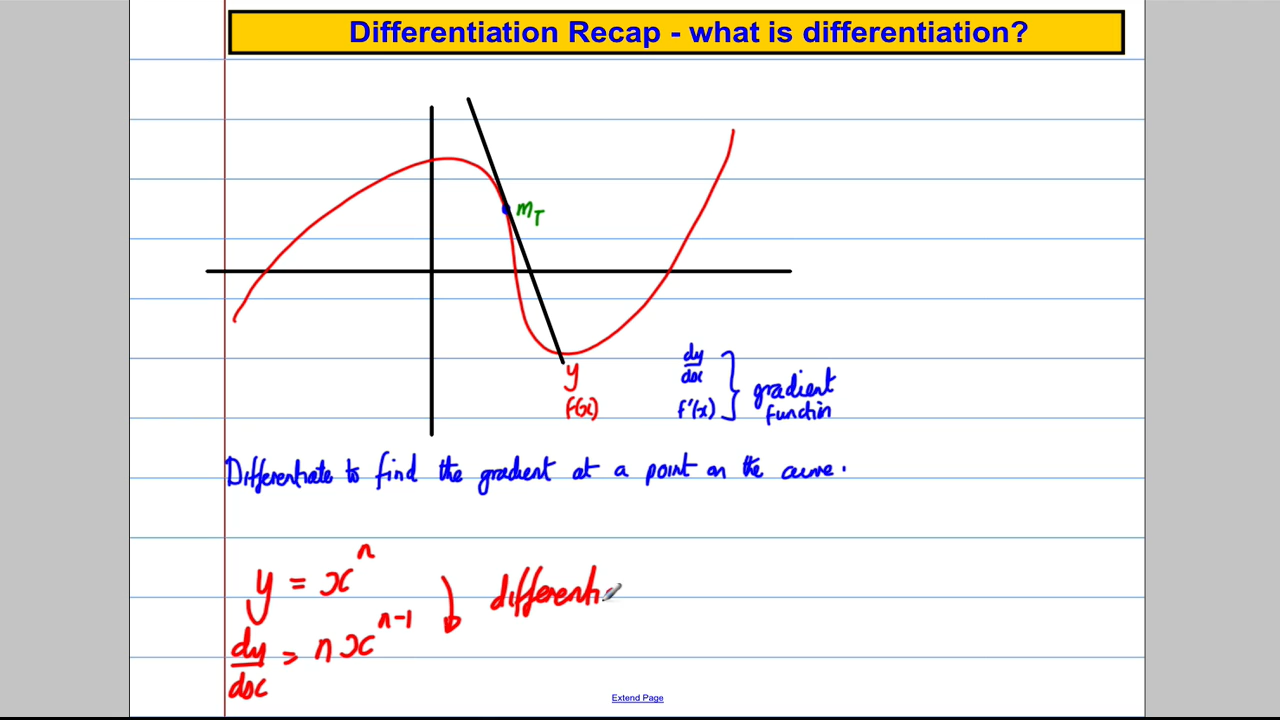 Differentiation Recap - what is differentiation?
m_T
y
f(x)
dy/dx
f'(x)
} gradient
function
Differentiate to find the gradient at a point on the curve.
y = x^n
dy/dx = nx^(n-1)
differenti
Extend Page